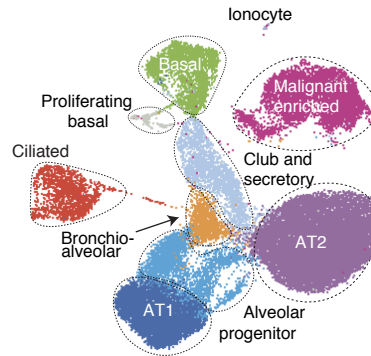 Ionocyte
Basal
Malignant
enriched
Proliferating
basal
Ciliated
Club and
secretory
Bronchio-
alveolar
AT2
AT1
Alveolar
progenitor